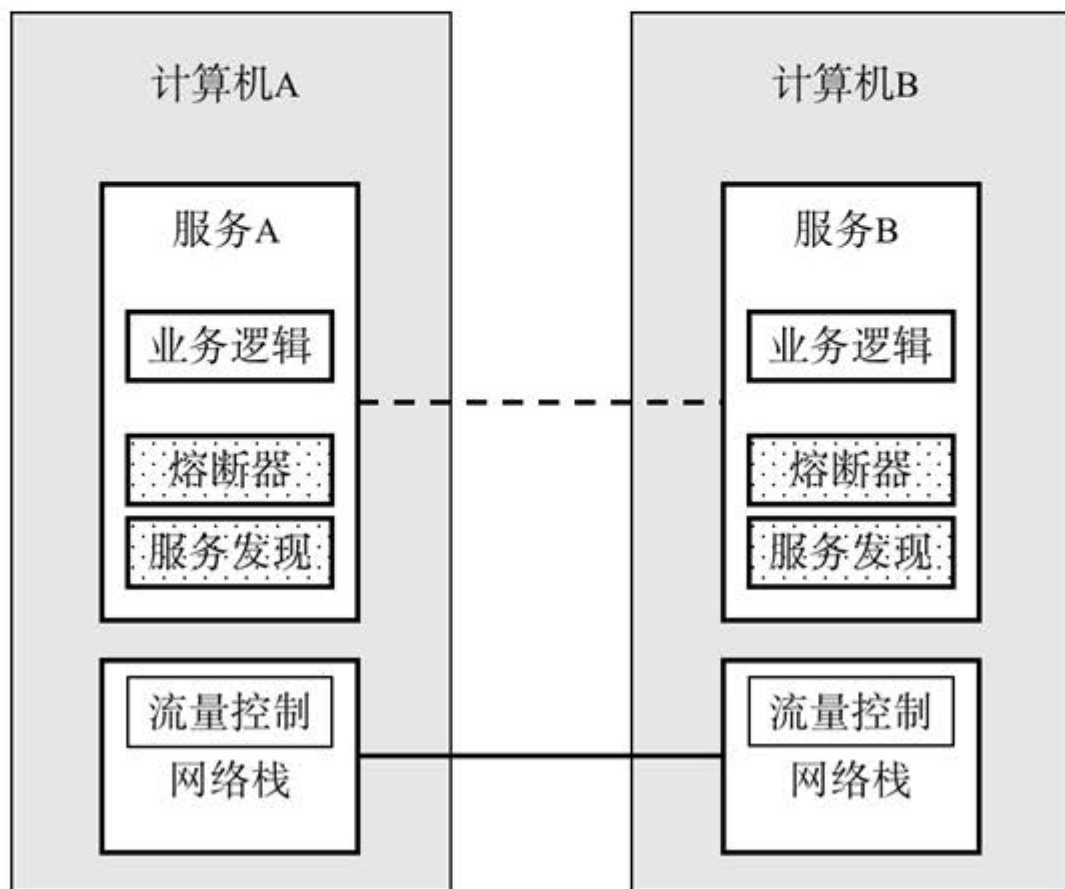 计算机A
服务A
业务逻辑
熔断器
服务发现
流量控制
网络栈
计算机B
服务B
业务逻辑
熔断器
服务发现
流量控制
网络栈